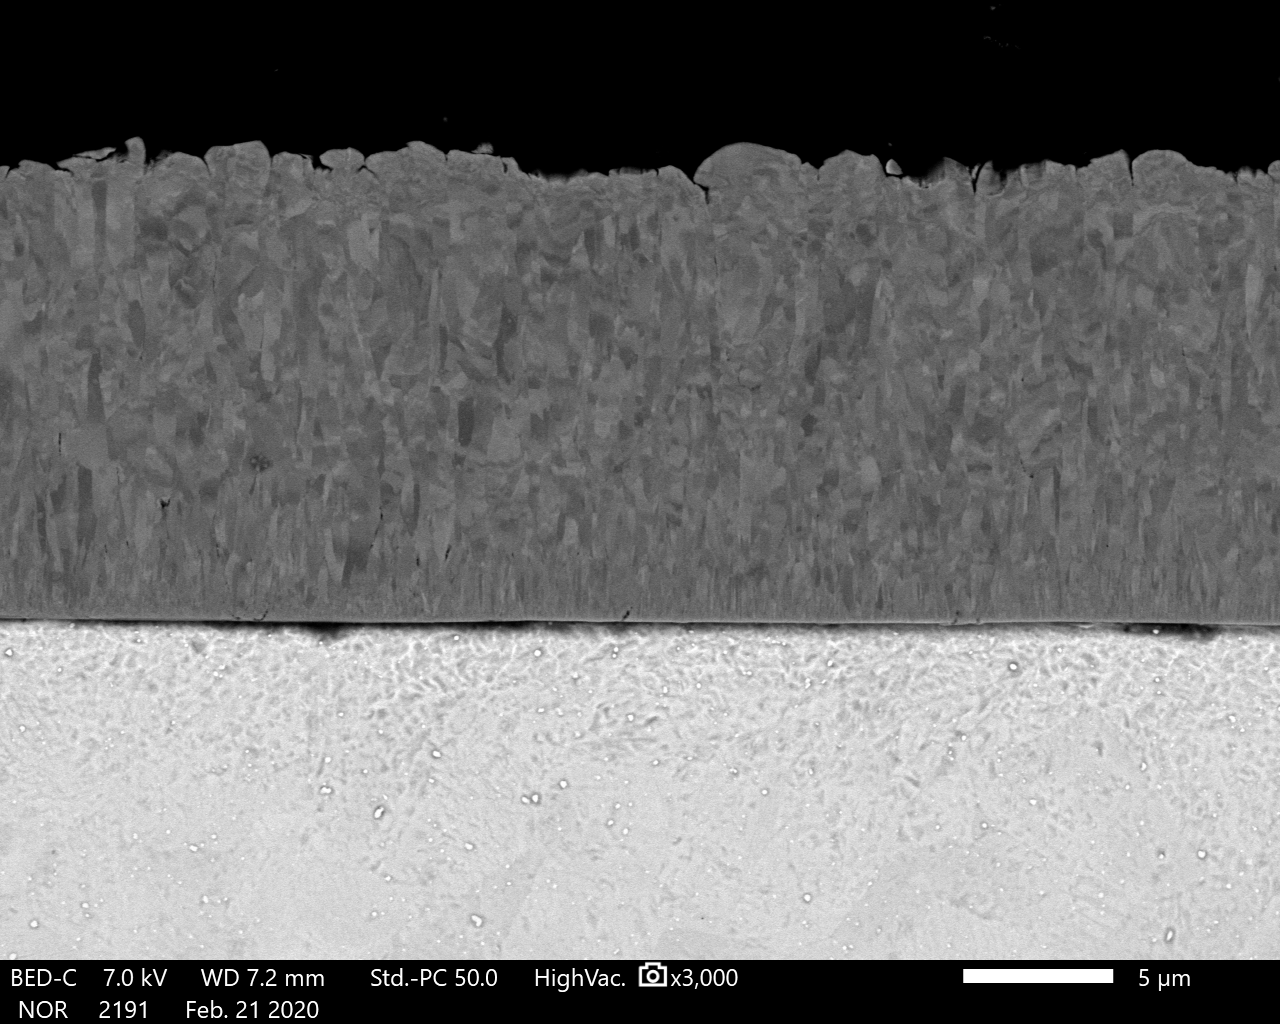 BED-C 7.0 kV WD 7.2 mm Std.-PC 50.0 HighVac. x3,000 5 µm
NOR 2191 Feb. 21 2020